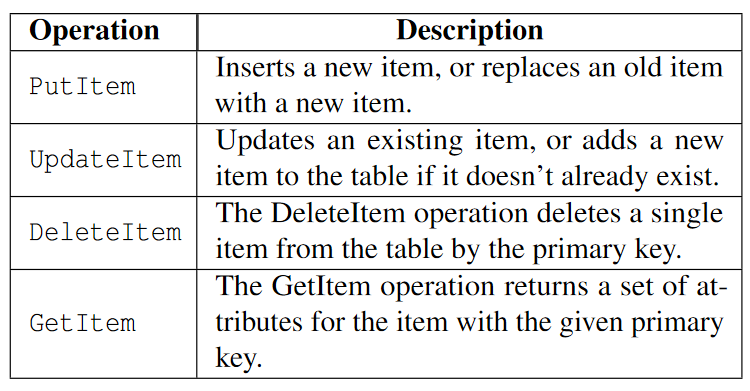 Operation Description
PutItem
Inserts a new item, or replaces an old item
with a new item.
UpdateItem
Updates an existing item, or adds a new
item to the table if it doesn't already exist.
DeleteItem
The DeleteItem operation deletes a single
item from the table by the primary key.
GetItem
The GetItem operation returns a set of at-
tributes for the item with the given primary
key.